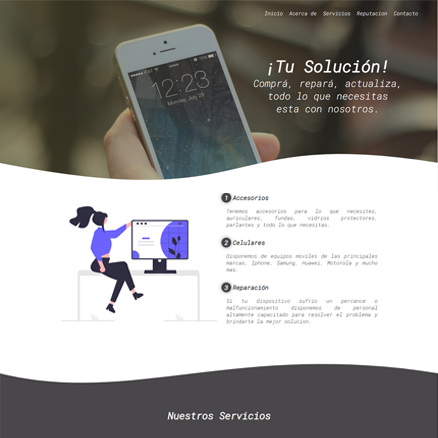 Inicio Acerca de Servicios Reputacion Contacto
12:23
Monday, July 29
¡Tu Solución!
Comprá, repará, actualiza,
todo lo que necesitas
esta con nosotros.
1 Accesorios
Tenemos accesorios para lo que necesites,
auriculares, fundas, vidrios protectores,
parlantes y todo lo que necesitas.
2 Celulares
Disponemos de equipos moviles de las principales
marcas, Iphone, Samung, Huawei, Motorola y mucho
mas.
3 Reparación
Si tu dispositivo sufrio un percance o
malfuncionamiento disponemos de personal
altamente capacitado para resolver el problema y
brindarte la mejor solucion.
Nuestros Servicios